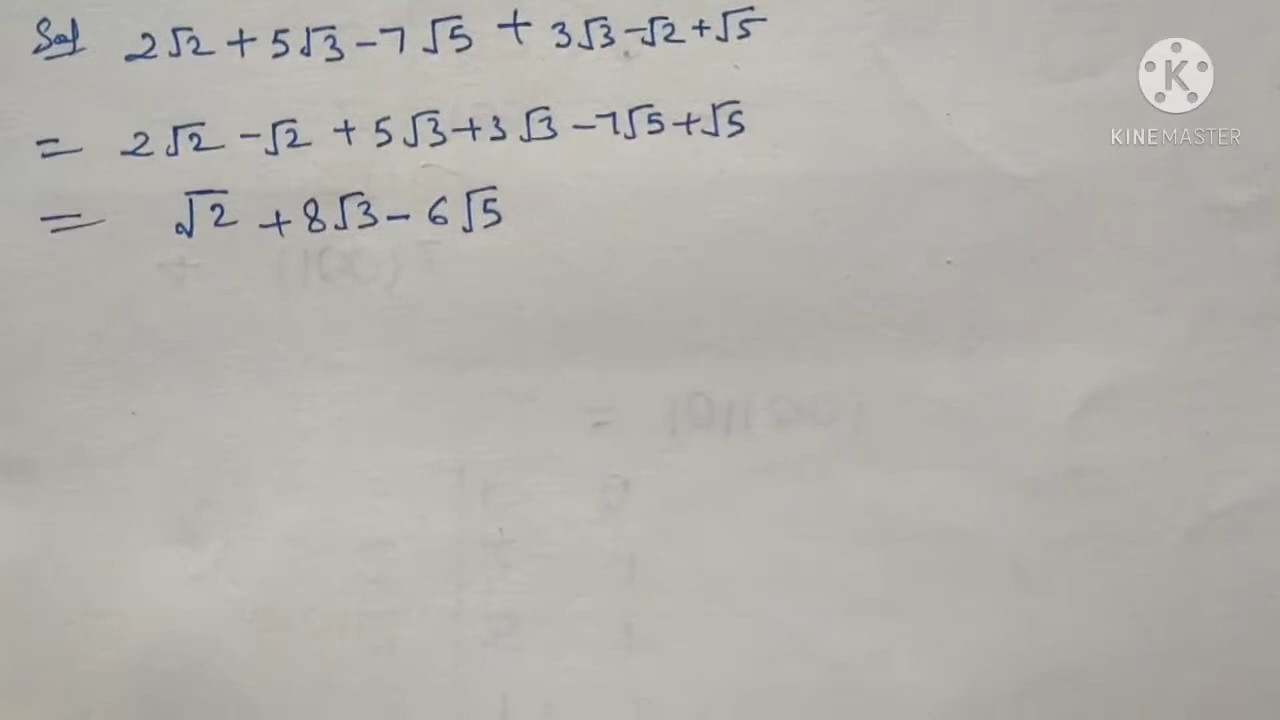 Sol 2√2 + 5√3 - 7√5 + 3√3 - √2 + √5
= 2√2 - √2 + 5√3 + 3√3 - 7√5 + √5
= √2 + 8√3 - 6√5
K
KINEMASTER